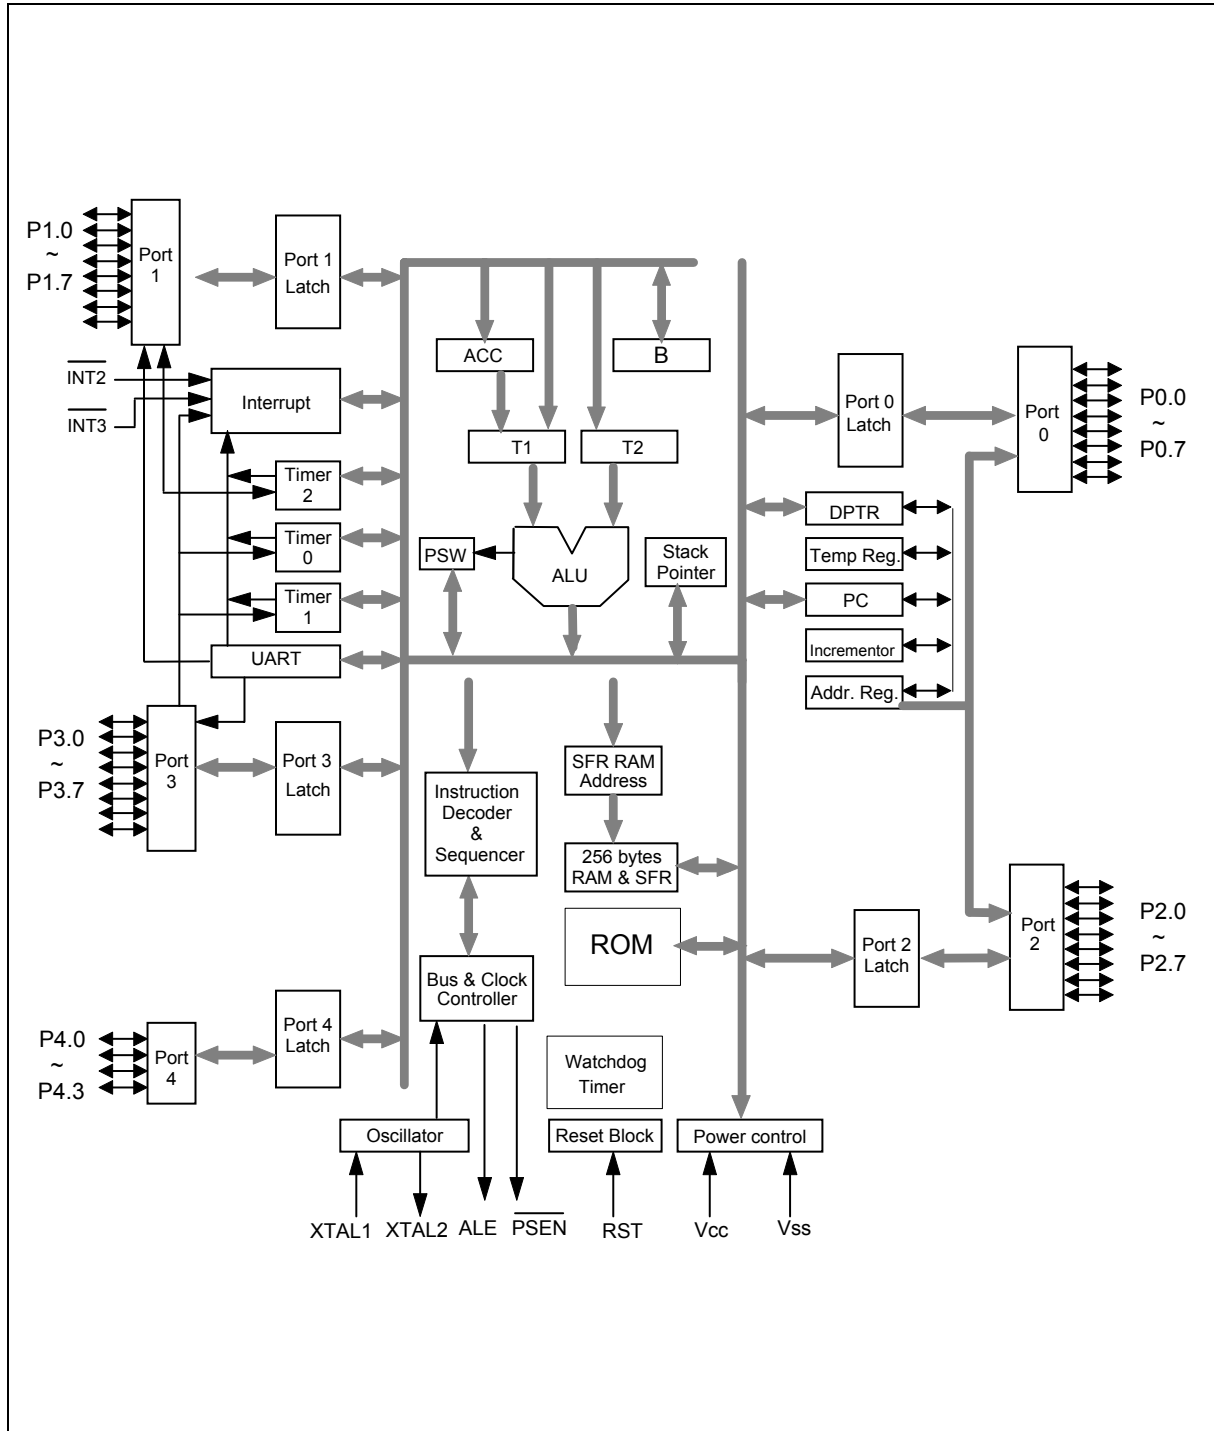 P1.0
~
P1.7
Port
1
Port 1
Latch
INT2
INT3
Interrupt
Timer
2
Timer
0
Timer
1
UART
P3.0
~
P3.7
Port
3
Port 3
Latch
P4.0
~
P4.3
Port
4
Port 4
Latch
ACC
B
T1
T2
PSW
ALU
Stack
Pointer
Instruction
Decoder
&
Sequencer
SFR RAM
Address
256 bytes
RAM & SFR
ROM
Bus & Clock
Controller
Watchdog
Timer
Oscillator
Reset Block
Power control
XTAL1
XTAL2
ALE
PSEN
RST
Vcc
Vss
Port 0
Latch
Port
0
P0.0
~
P0.7
DPTR
Temp Reg.
PC
Incrementor
Addr. Reg.
Port 2
Latch
Port
2
P2.0
~
P2.7